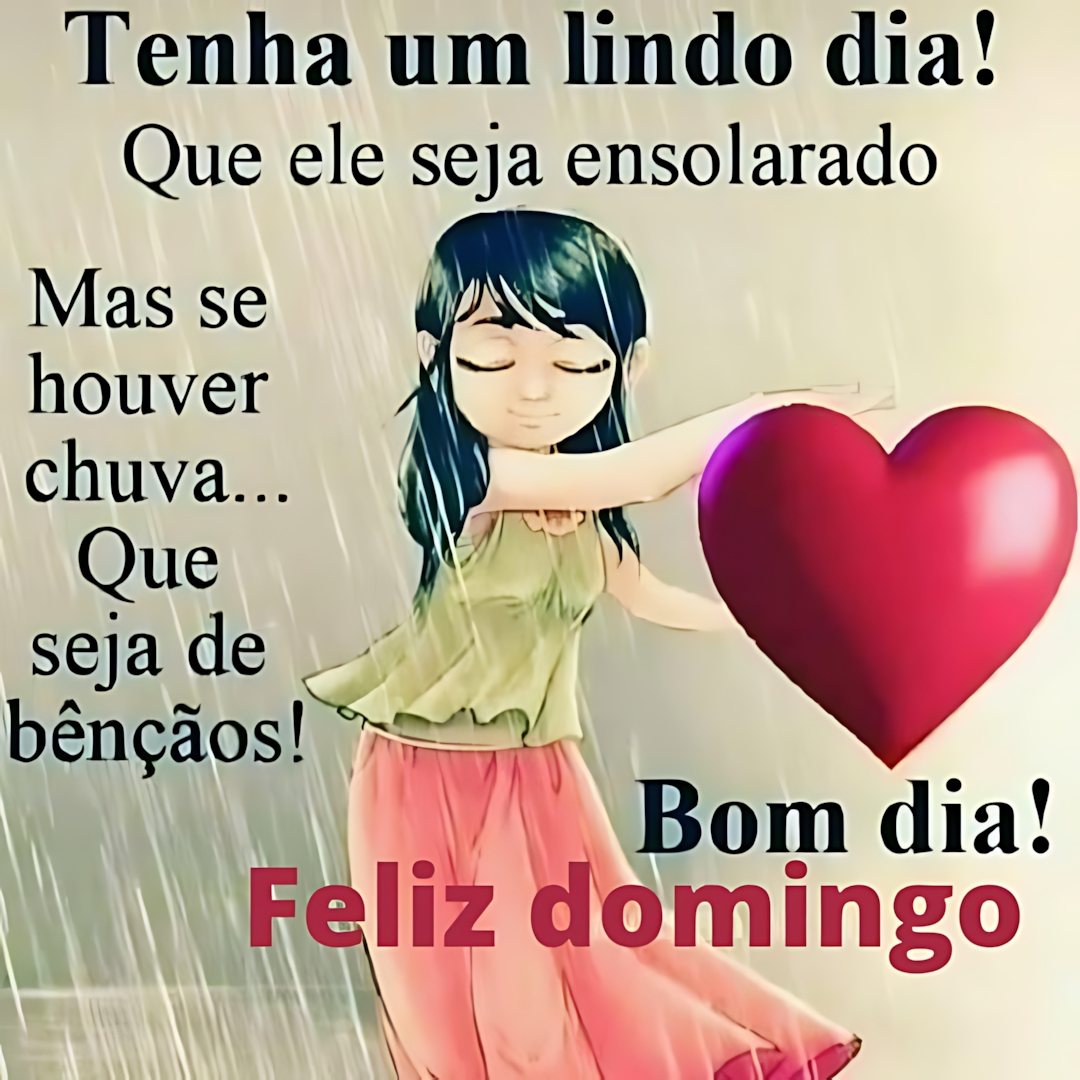 Tenha um lindo dia!
Que ele seja ensolarado
Mas se
houver
chuva...
Que
seja de
bênçãos!
Bom dia!
Feliz domingo